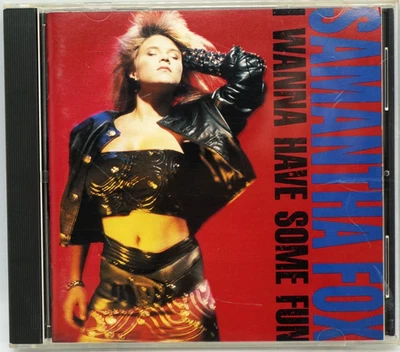 SAMANTHA FOX
I WANNA HAVE SOME FUN